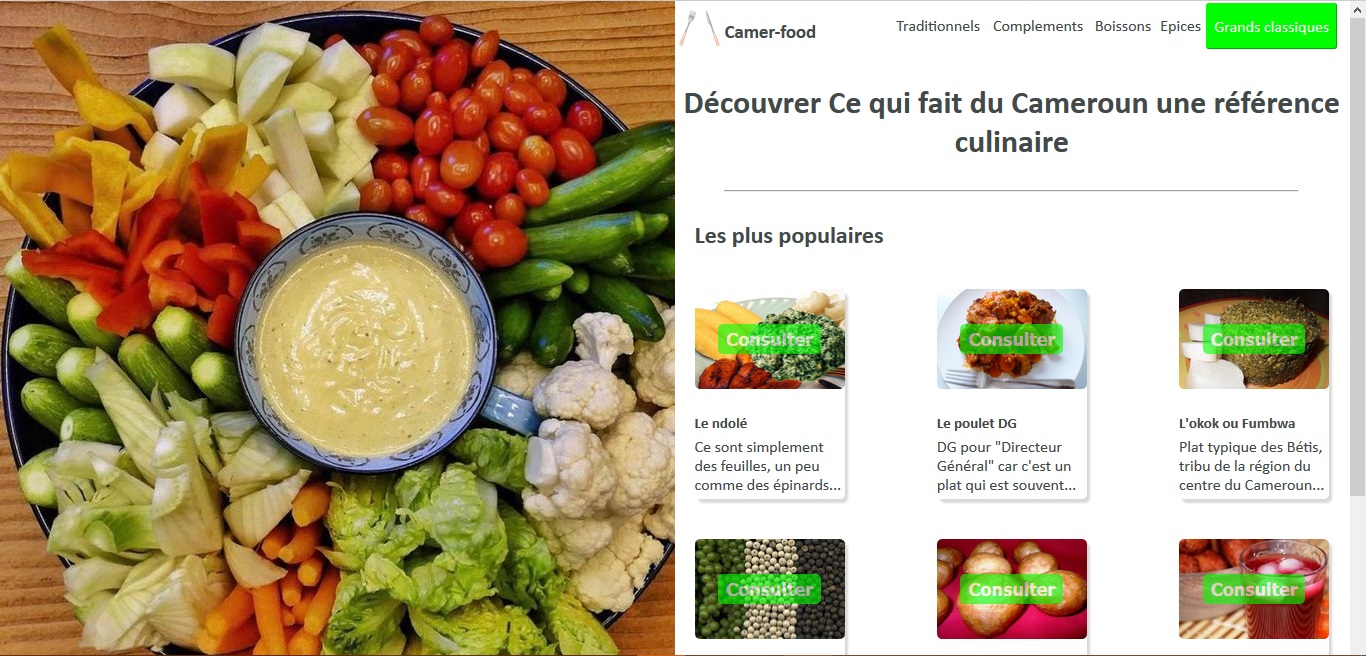 Camer-food
Traditionnels Complements Boissons Epices Grands classiques
Découvrer Ce qui fait du Cameroun une référence
culinaire
Les plus populaires
Consulter
Le ndolé
Ce sont simplement
des feuilles, un peu
comme des épinards...
Consulter
Le poulet DG
DG pour "Directeur
Général" car c'est un
plat qui est souvent...
Consulter
L'okok ou Fumbwa
Plat typique des Bétis,
tribu de la région du
centre du Cameroun...
Consulter
Consulter
Consulter